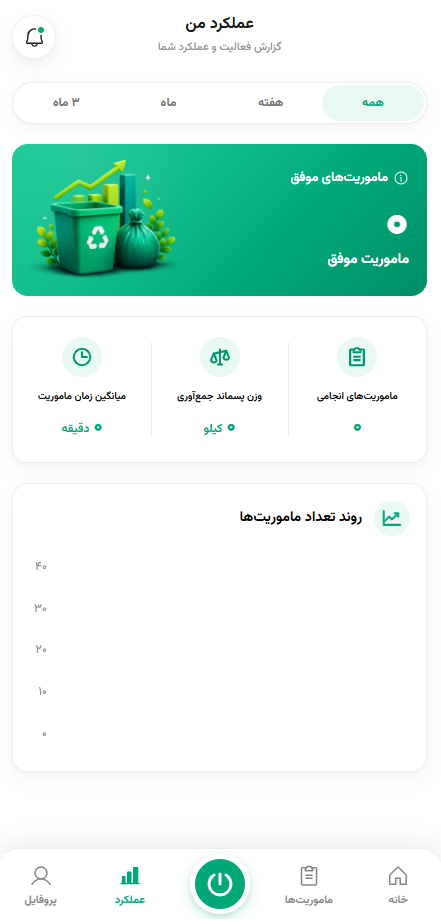 عملکرد من
گزارش فعالیت و عملکرد شما
همه
هفته
ماه
۳ ماه
ماموریت‌های موفق
۰
ماموریت موفق
ماموریت‌های انجامی
۰
وزن پسماند جمع‌آوری
۰ کیلو
میانگین زمان ماموریت
۰ دقیقه
روند تعداد ماموریت‌ها
۴۰
۳۰
۲۰
۱۰
۰
خانه
ماموریت‌ها
عملکرد
پروفایل